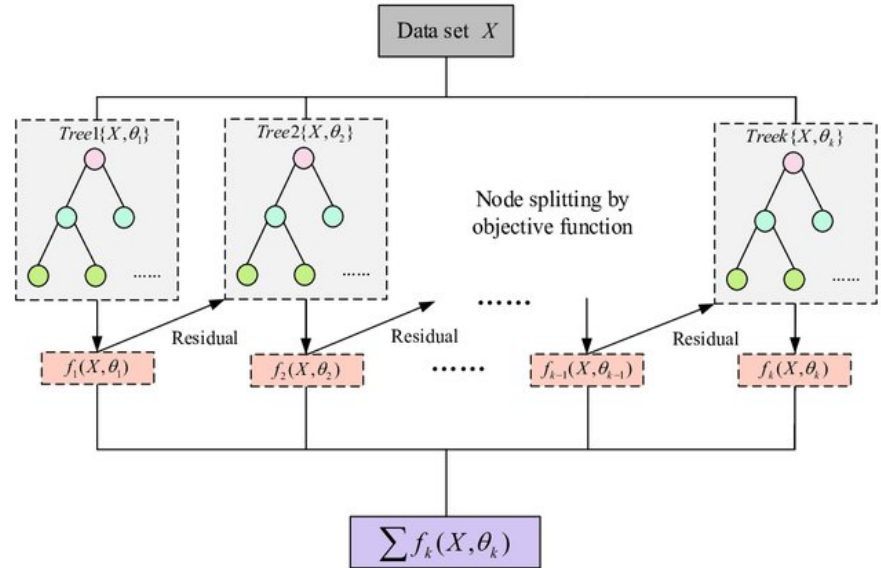 Data set X
Tree1{X,θ₁}
Tree2{X,θ₂}
Treek{X,θₖ}
Node splitting by
objective function
......
......
......
......
Residual
Residual
Residual
......
f₁(X,θ₁)
f₂(X,θ₂)
fₖ₋₁(X,θₖ₋₁)
fₖ(X,θₖ)
∑fₖ(X,θₖ)